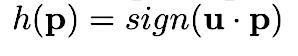 h(p) = sign(u · p)